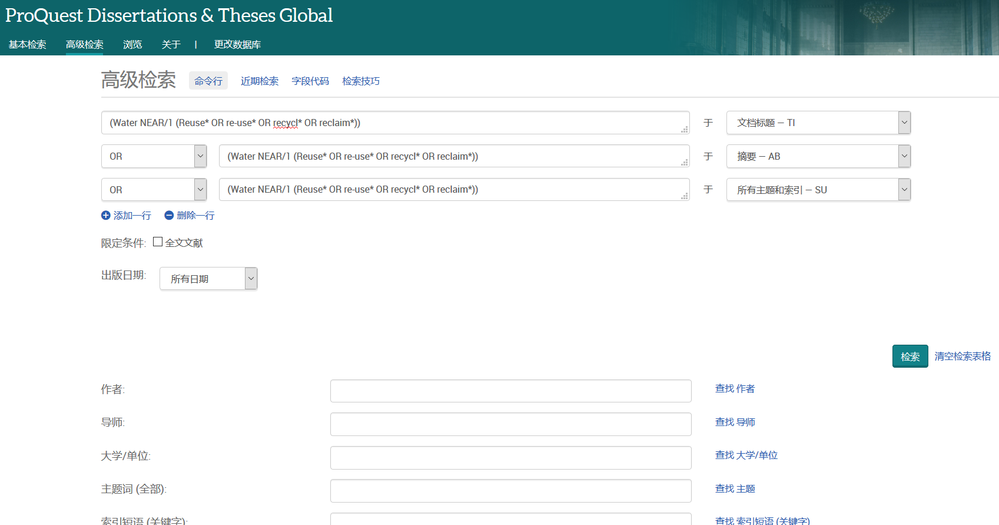 ProQuest Dissertations & Theses Global
基本检索 高级检索 浏览 关于 | 更改数据库
高级检索 命令行 近期检索 字段代码 检索技巧
(Water NEAR/1 (Reuse* OR re-use* OR recycl* OR reclaim*)) 于 文档标题 – TI
OR (Water NEAR/1 (Reuse* OR re-use* OR recycl* OR reclaim*)) 于 摘要 – AB
OR (Water NEAR/1 (Reuse* OR re-use* OR recycl* OR reclaim*)) 于 所有主题和索引 – SU
添加一行 删除一行
限定条件: 全文文献
出版日期: 所有日期
检索 清空检索表格
作者: 查找 作者
导师: 查找 导师
大学/单位: 查找 大学/单位
主题词 (全部): 查找 主题
索引短语 (关键字): 查找 索引短语 (关键字)